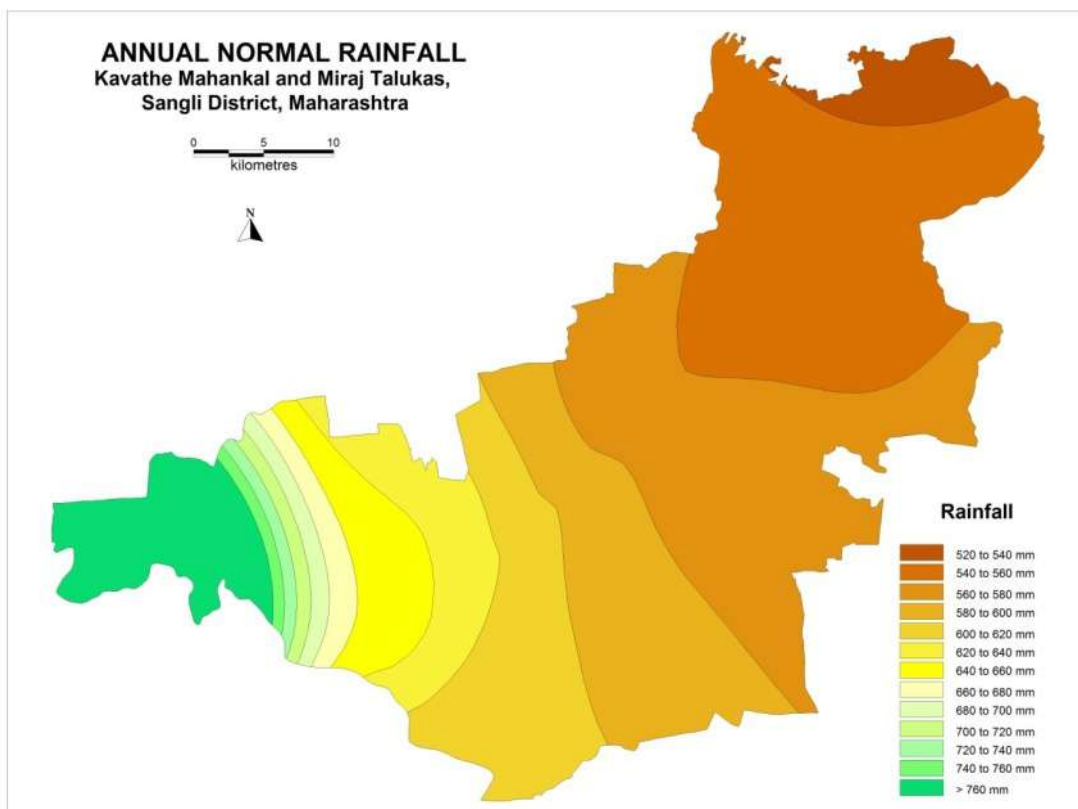 ANNUAL NORMAL RAINFALL
Kavathe Mahankal and Miraj Talukas,
Sangli District, Maharashtra
0 5 10
kilometres
N
Rainfall
520 to 540 mm
540 to 560 mm
560 to 580 mm
580 to 600 mm
600 to 620 mm
620 to 640 mm
640 to 660 mm
660 to 680 mm
680 to 700 mm
700 to 720 mm
720 to 740 mm
740 to 760 mm
> 760 mm